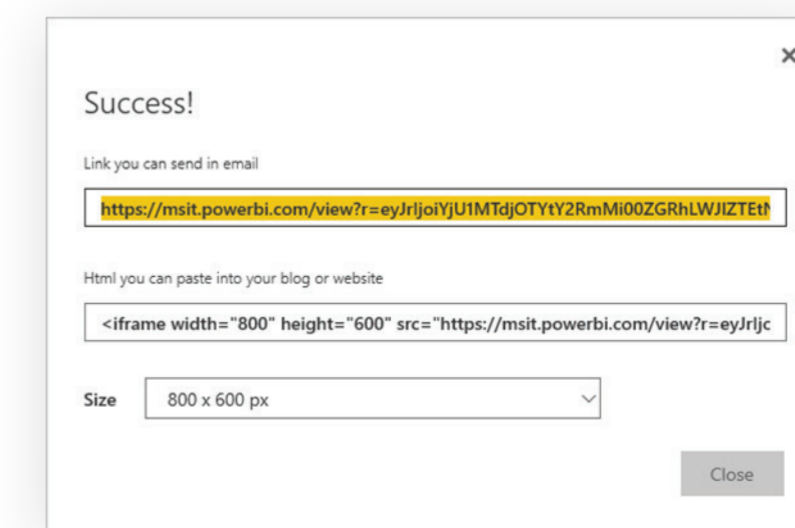 Success!
Link you can send in email
https://msit.powerbi.com/view?r=eyJrIjoiYjU1MTdjOTYtY2RmMi00ZGRhLWJlZTEtN
Html you can paste into your blog or website
<iframe width="800" height="600" src="https://msit.powerbi.com/view?r=eyJrIjc
Size
800 x 600 px
Close